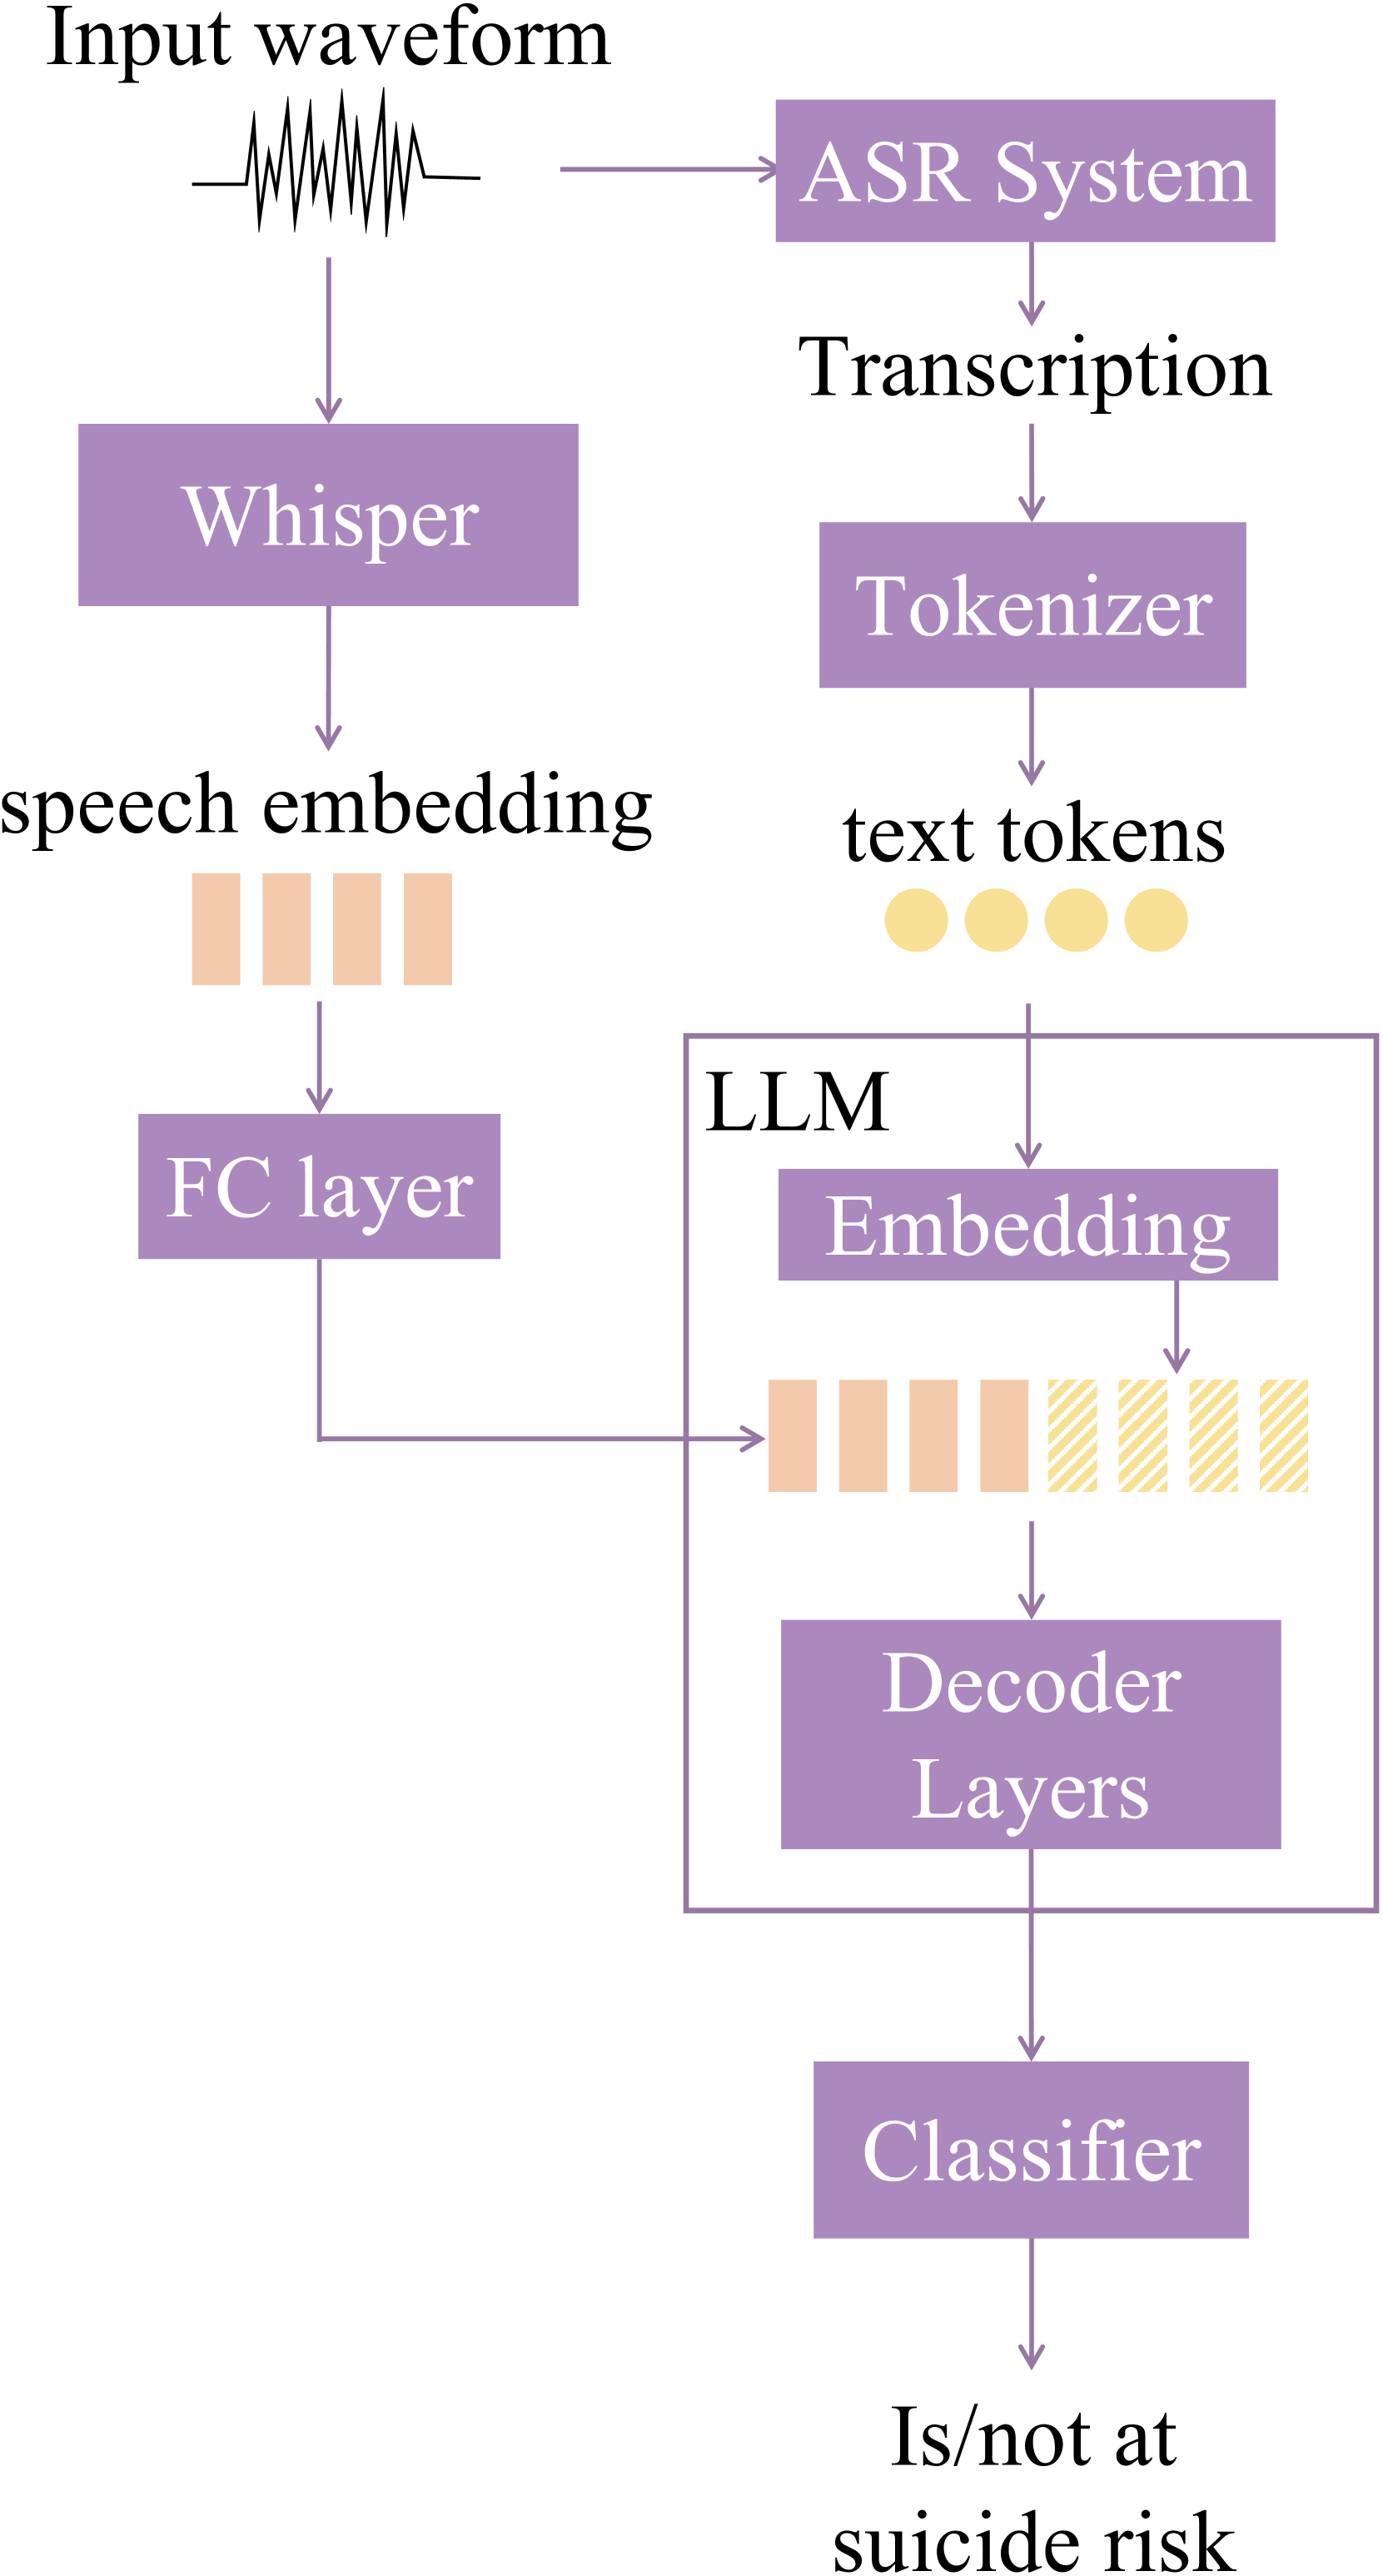 Input waveform
ASR System
Transcription
Whisper
Tokenizer
speech embedding
text tokens
LLM
FC layer
Embedding
Decoder
Layers
Classifier
Is/not at
suicide risk